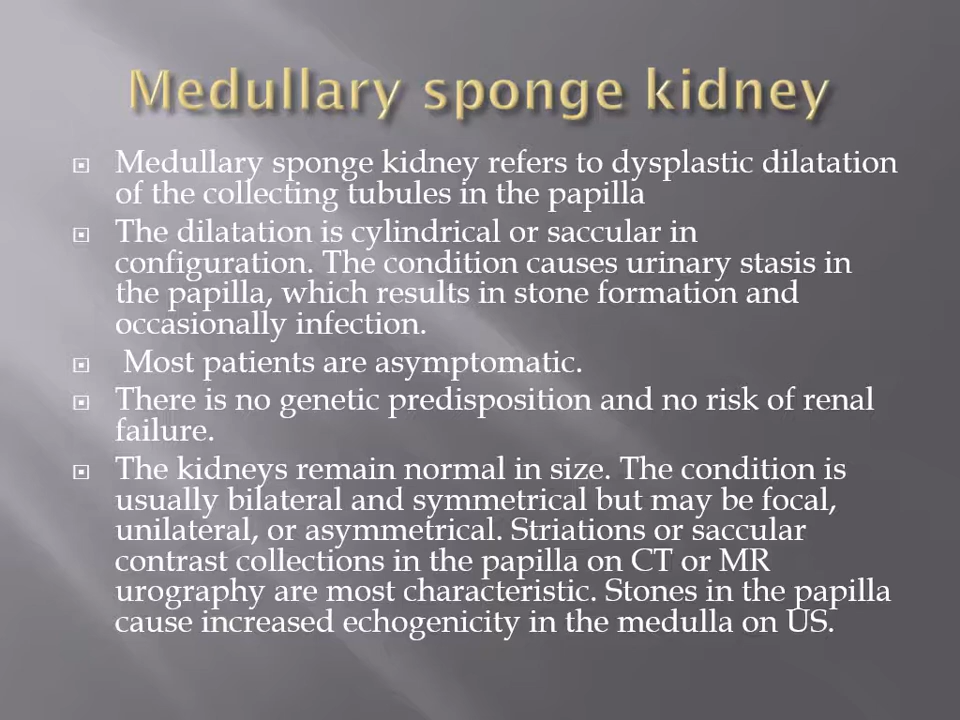 Medullary sponge kidney
Medullary sponge kidney refers to dysplastic dilatation
of the collecting tubules in the papilla
The dilatation is cylindrical or saccular in
configuration. The condition causes urinary stasis in
the papilla, which results in stone formation and
occasionally infection.
Most patients are asymptomatic.
There is no genetic predisposition and no risk of renal
failure.
The kidneys remain normal in size. The condition is
usually bilateral and symmetrical but may be focal,
unilateral, or asymmetrical. Striations or saccular
contrast collections in the papilla on CT or MR
urography are most characteristic. Stones in the papilla
cause increased echogenicity in the medulla on US.